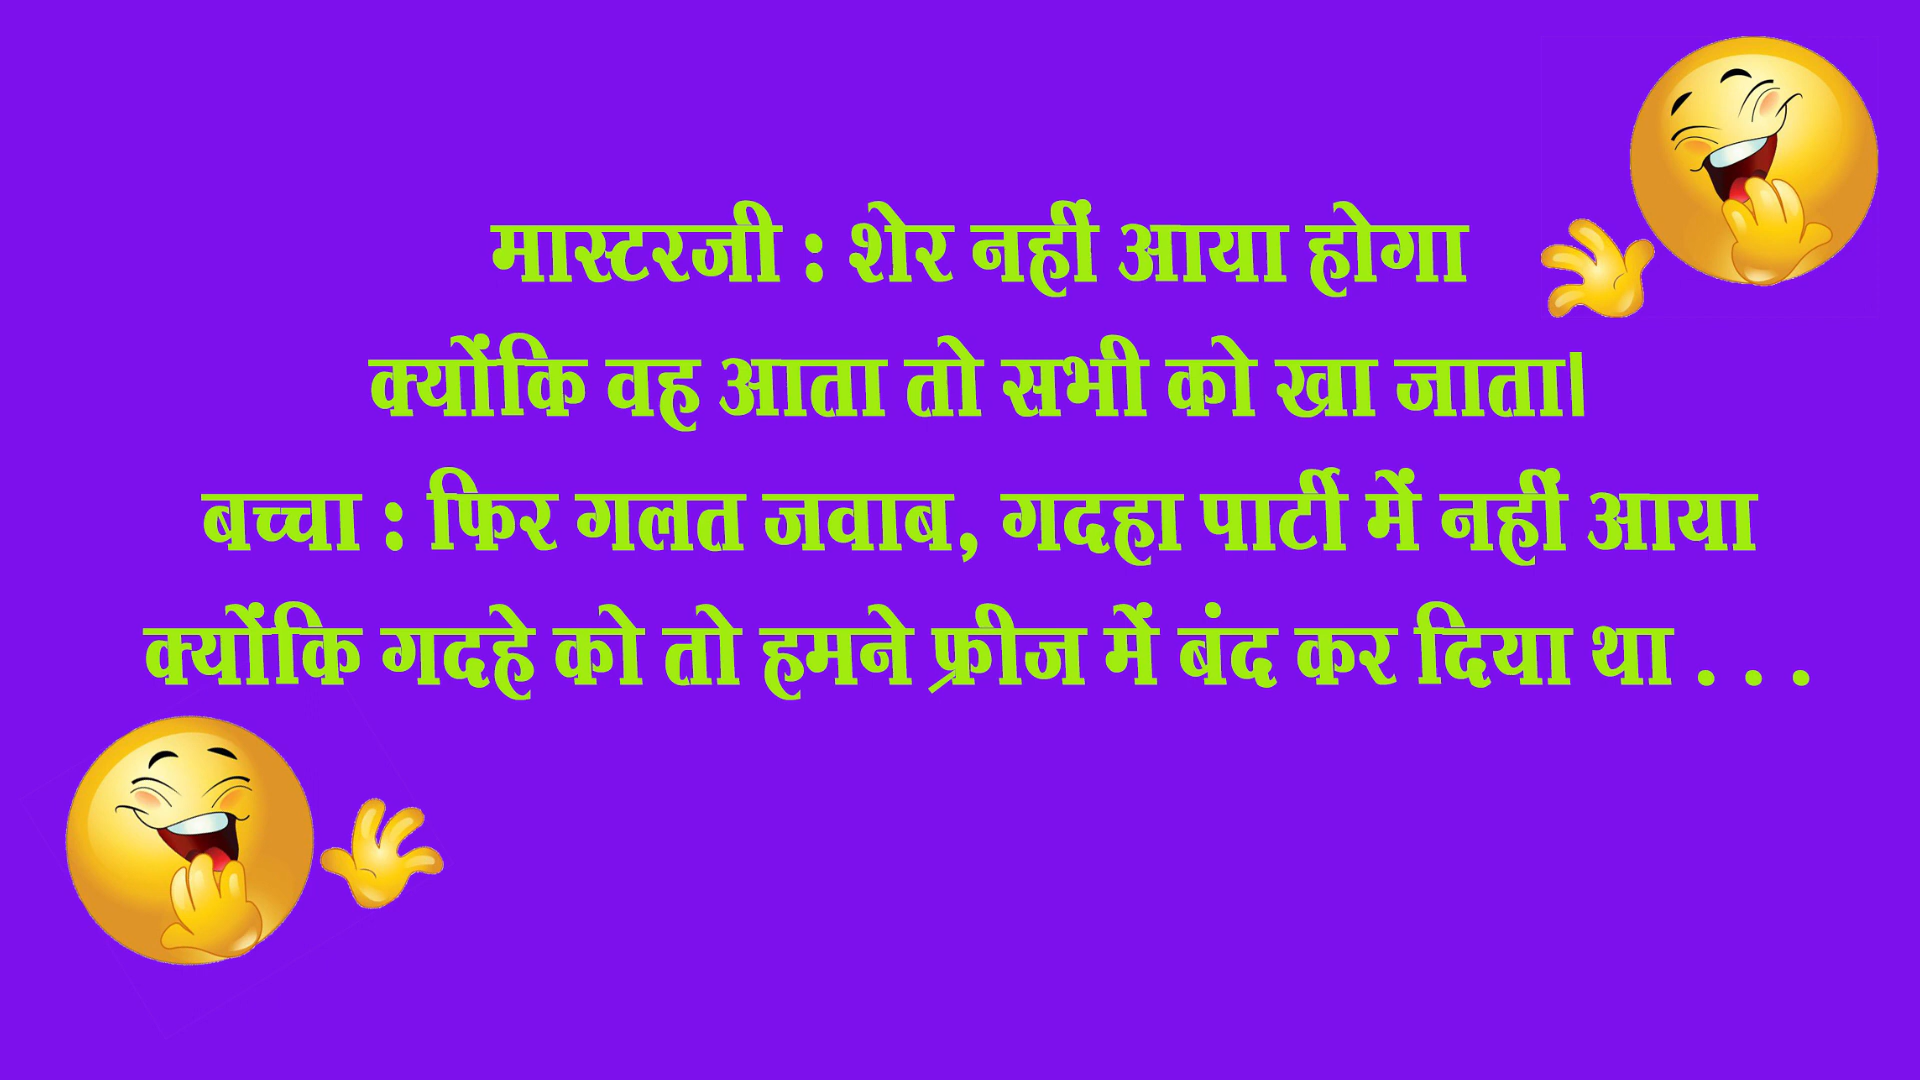 मास्टरजी : शेर नहीं आया होगा
क्योंकि वह आता तो सभी को खा जाता।
बच्चा : फिर गलत जवाब, गदहा पार्टी में नहीं आया
क्योंकि गदहे को तो हमने फ्रीज में बंद कर दिया था . . .